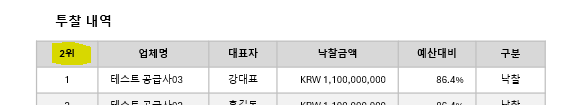 투찰 내역
2위 업체명 대표자 낙찰금액 예산대비 구분
1 테스트 공급사03 강대표 KRW 1,100,000,000 86.4% 낙찰